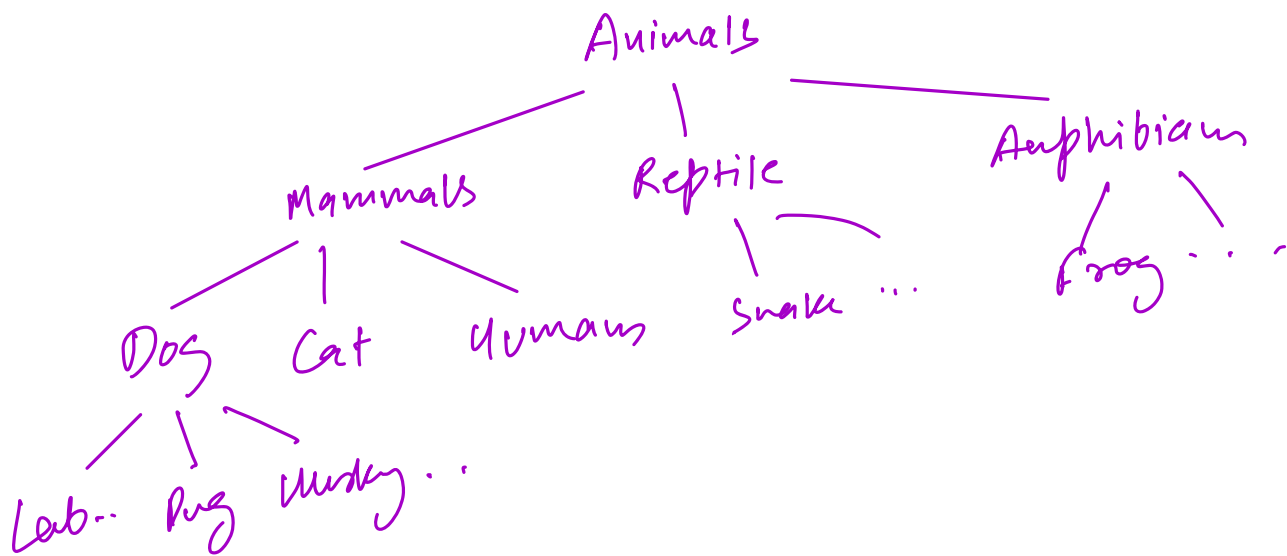 Animals
Mammals Reptile Amphibians
Dog Cat Humans Snake ... Frog ...
Lab.. Pug Husky ..